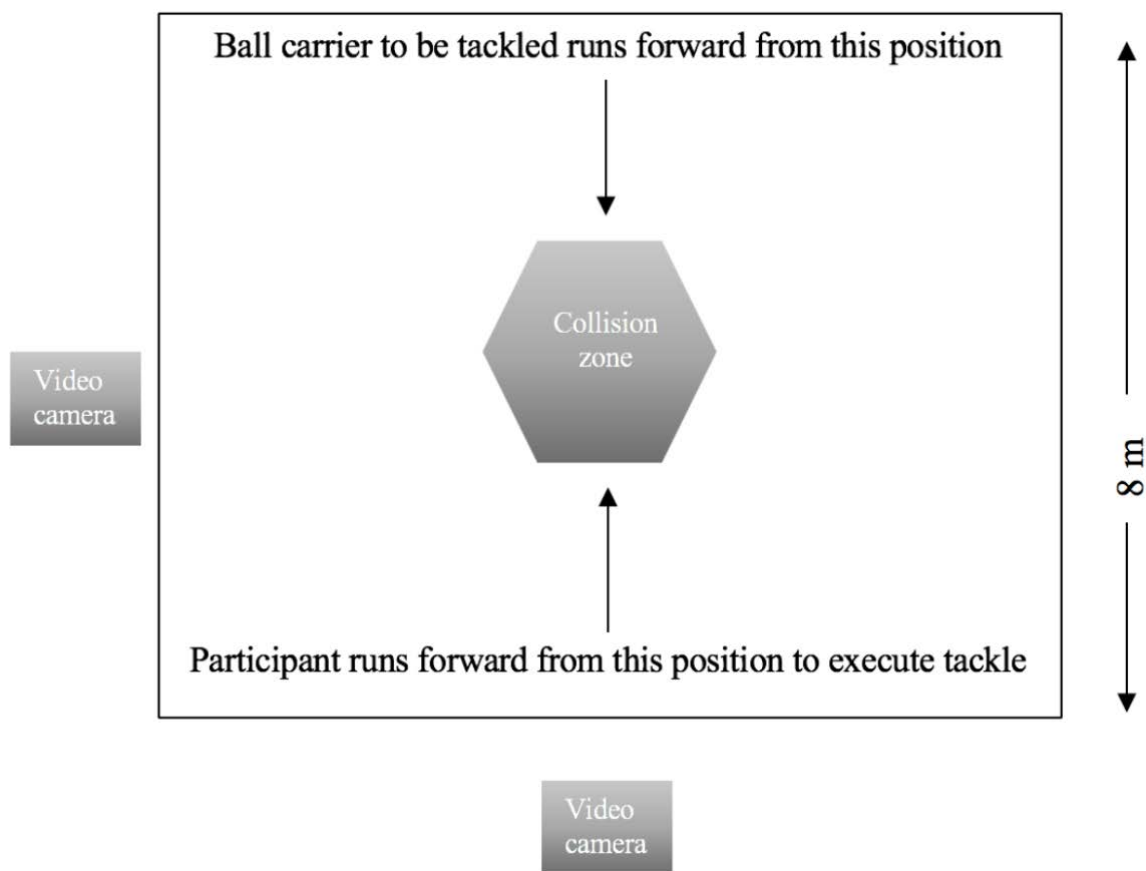 Ball carrier to be tackled runs forward from this position
Collision
zone
Video
camera
8 m
Participant runs forward from this position to execute tackle
Video
camera